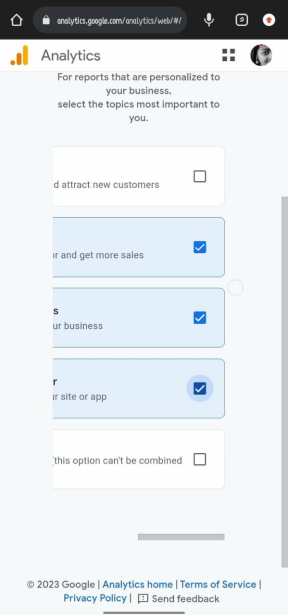 analytics.google.com/analytics/web/#/
Analytics
For reports that are personalized to
your business,
select the topics most important to
you.
d attract new customers
or and get more sales
s
ur business
r
ur site or app
(this option can't be combined
© 2023 Google | Analytics home | Terms of Service |
Privacy Policy | Send feedback